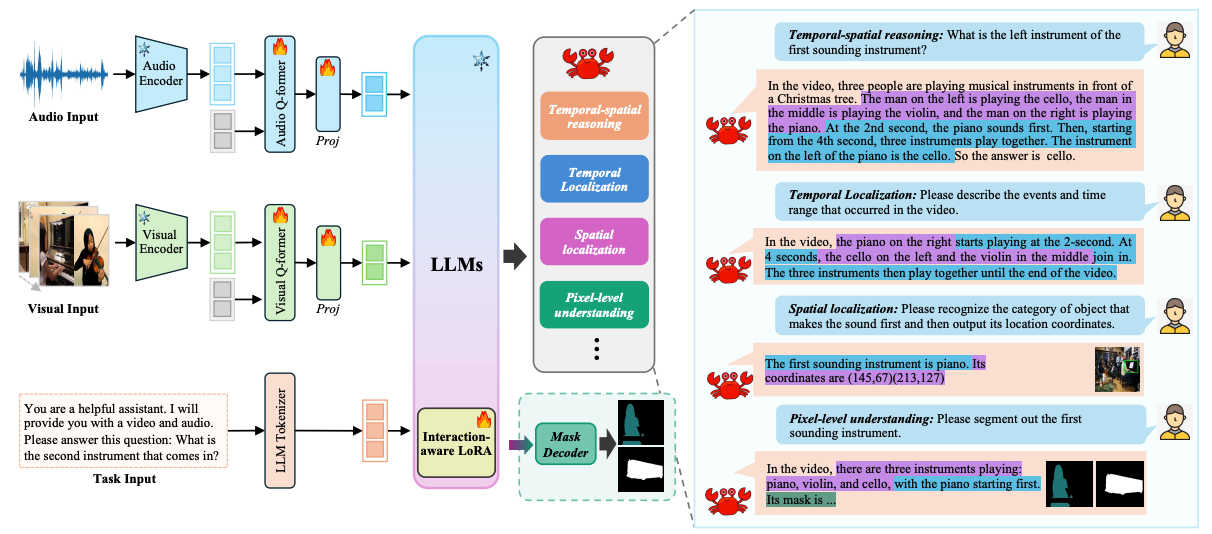 Audio Input
Audio
Encoder
Audio Q-former
Proj
Visual Input
Visual
Encoder
Visual Q-former
Proj
You are a helpful assistant. I will
provide you with a video and audio.
Please answer this question: What is
the second instrument that comes in?
Task Input
LLM Tokenizer
LLMs
Interaction-
aware LoRA
Temporal-spatial
reasoning
Temporal
Localization
Spatial
localization
Pixel-level
understanding
Mask
Decoder
Temporal-spatial reasoning: What is the left instrument of the
first sounding instrument?
In the video, three people are playing musical instruments in front of
a Christmas tree. The man on the left is playing the cello, the man in
the middle is playing the violin, and the man on the right is playing
the piano. At the 2nd second, the piano sounds first. Then, starting
from the 4th second, three instruments play together. The instrument
on the left of the piano is the cello. So the answer is cello.
Temporal Localization: Please describe the events and time
range that occurred in the video.
In the video, the piano on the right starts playing at the 2-second. At
4 seconds, the cello on the left and the violin in the middle join in.
The three instruments then play together until the end of the video.
Spatial localization: Please recognize the category of object that
makes the sound first and then output its location coordinates.
The first sounding instrument is piano. Its
coordinates are (145,67)(213,127)
Pixel-level understanding: Please segment out the first
sounding instrument.
In the video, there are three instruments playing:
piano, violin, and cello, with the piano starting first.
Its mask is ...